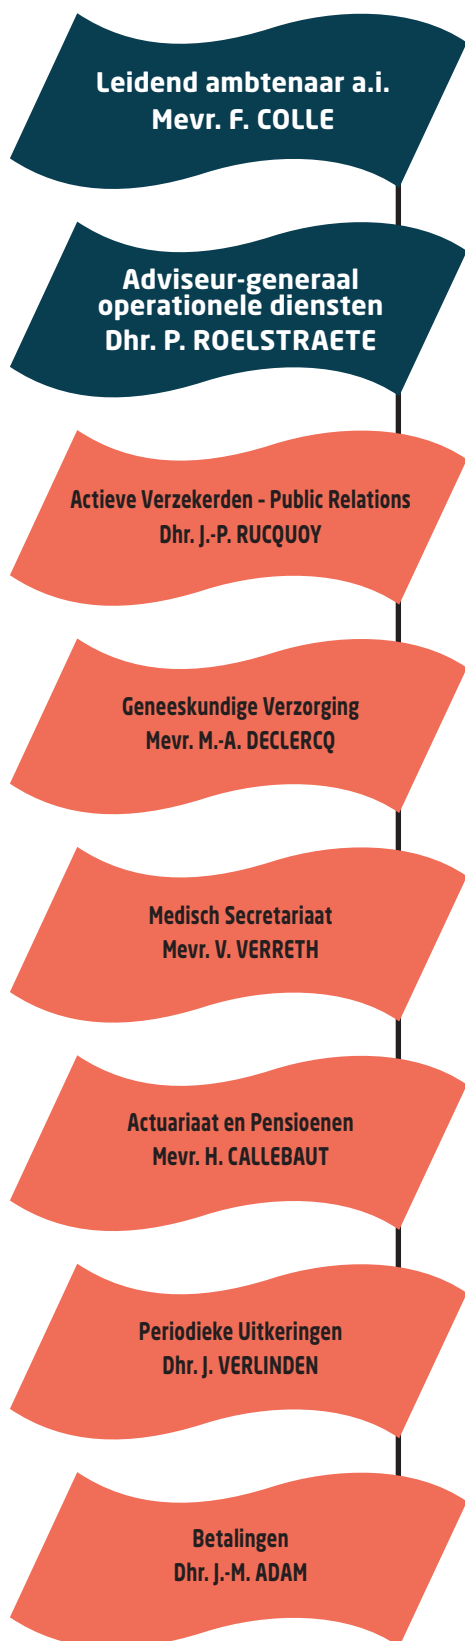 Leidend ambtenaar a.i.
Mevr. F. COLLE
Adviseur-generaal
operationele diensten
Dhr. P. ROELSTRAETE
Actieve Verzekerden - Public Relations
Dhr. J.-P. RUCQUOY
Geneeskundige Verzorging
Mevr. M.-A. DECLERCQ
Medisch Secretariaat
Mevr. V. VERRETH
Actuariaat en Pensioenen
Mevr. H. CALLEBAUT
Periodieke Uitkeringen
Dhr. J. VERLINDEN
Betalingen
Dhr. J.-M. ADAM